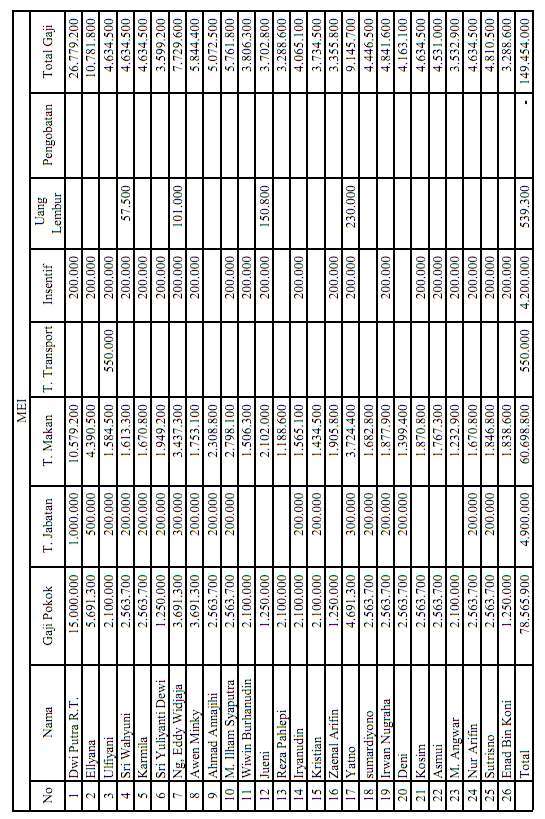 MEI
No Nama Gaji Pokok T. Jabatan T. Makan T. Transport Insentif Uang Lembur Pengobatan Total Gaji
1 Dwi Putra R.T. 15.000.000 1.000.000 10.579.200 200.000 26.779.200
2 Ellyana 5.691.300 500.000 4.390.500 200.000 10.781.800
3 Ulfiyani 2.100.000 200.000 1.584.500 550.000 200.000 4.634.500
4 Sri Wahyuni 2.563.700 200.000 1.613.300 200.000 57.500 4.634.500
5 Karmila 2.563.700 200.000 1.670.800 200.000 4.634.500
6 Sri Yuliyanti Dewi 1.250.000 200.000 1.949.200 200.000 3.599.200
7 Ng. Eddy Widjaja 3.691.300 300.000 3.437.300 200.000 101.000 7.729.600
8 Awen Minky 3.691.300 200.000 1.753.100 200.000 5.844.400
9 Ahmad Annajihi 2.563.700 200.000 2.308.800 5.072.500
10 M. Ilham Syaputra 2.563.700 200.000 2.798.100 200.000 5.761.800
11 Wiwin Burhanudin 2.100.000 1.506.300 200.000 3.806.300
12 Jueni 1.250.000 2.102.000 200.000 150.800 3.702.800
13 Reza Pahlepi 2.100.000 1.188.600 3.288.600
14 Iryanudin 2.100.000 200.000 1.565.100 200.000 4.065.100
15 Kristian 2.100.000 200.000 1.434.500 3.734.500
16 Zaenal Arifin 1.250.000 1.905.800 200.000 3.355.800
17 Yatno 4.691.300 300.000 3.724.400 200.000 230.000 9.145.700
18 sumardiyono 2.563.700 200.000 1.682.800 4.446.500
19 Irwan Nugraha 2.563.700 200.000 1.877.900 200.000 4.841.600
20 Deni 2.563.700 200.000 1.399.400 4.163.100
21 Kosim 2.563.700 1.870.800 200.000 4.634.500
22 Asmui 2.563.700 1.767.300 200.000 4.531.000
23 M. Angwar 2.100.000 1.232.900 200.000 3.532.900
24 Nur Arifin 2.563.700 200.000 1.670.800 200.000 4.634.500
25 Sutrisno 2.563.700 200.000 1.846.800 200.000 4.810.500
26 Enad Bin Koni 1.250.000 1.838.600 200.000 3.288.600
Total 78.565.900 4.900.000 60.698.800 550.000 4.200.000 539.300 - 149.454.000